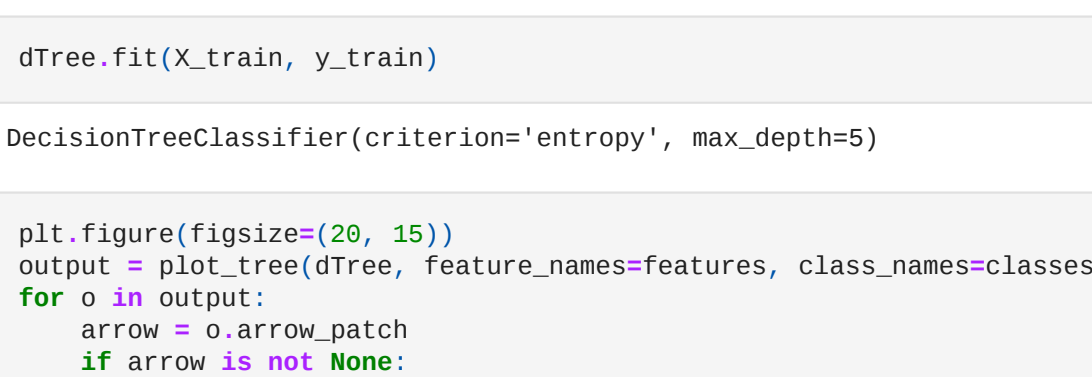 dTree.fit(X_train, y_train)
DecisionTreeClassifier(criterion='entropy', max_depth=5)
plt.figure(figsize=(20, 15))
output = plot_tree(dTree, feature_names=features, class_names=classes
for o in output:
    arrow = o.arrow_patch
    if arrow is not None: